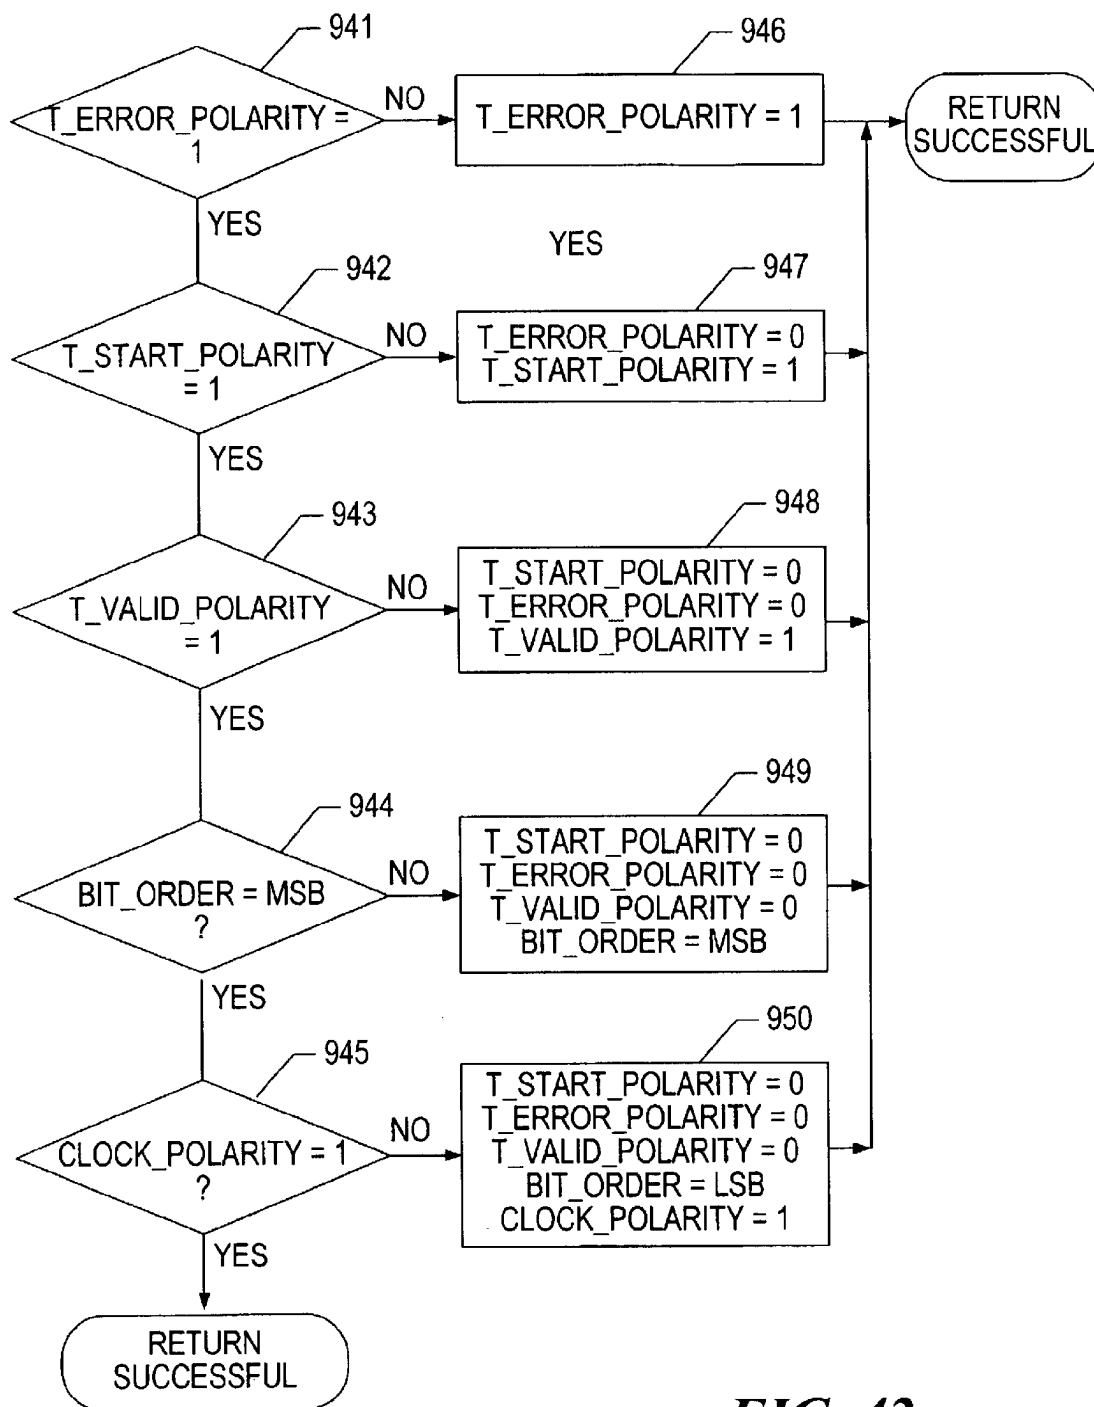 941
T_ERROR_POLARITY =
1
NO
946
T_ERROR_POLARITY = 1
RETURN
SUCCESSFUL
YES
YES
942
T_START_POLARITY
= 1
NO
947
T_ERROR_POLARITY = 0
T_START_POLARITY = 1
YES
943
T_VALID_POLARITY
= 1
NO
948
T_START_POLARITY = 0
T_ERROR_POLARITY = 0
T_VALID_POLARITY = 1
YES
944
BIT_ORDER = MSB
?
NO
949
T_START_POLARITY = 0
T_ERROR_POLARITY = 0
T_VALID_POLARITY = 0
BIT_ORDER = MSB
YES
945
CLOCK_POLARITY = 1
?
NO
950
T_START_POLARITY = 0
T_ERROR_POLARITY = 0
T_VALID_POLARITY = 0
BIT_ORDER = LSB
CLOCK_POLARITY = 1
YES
RETURN
SUCCESSFUL